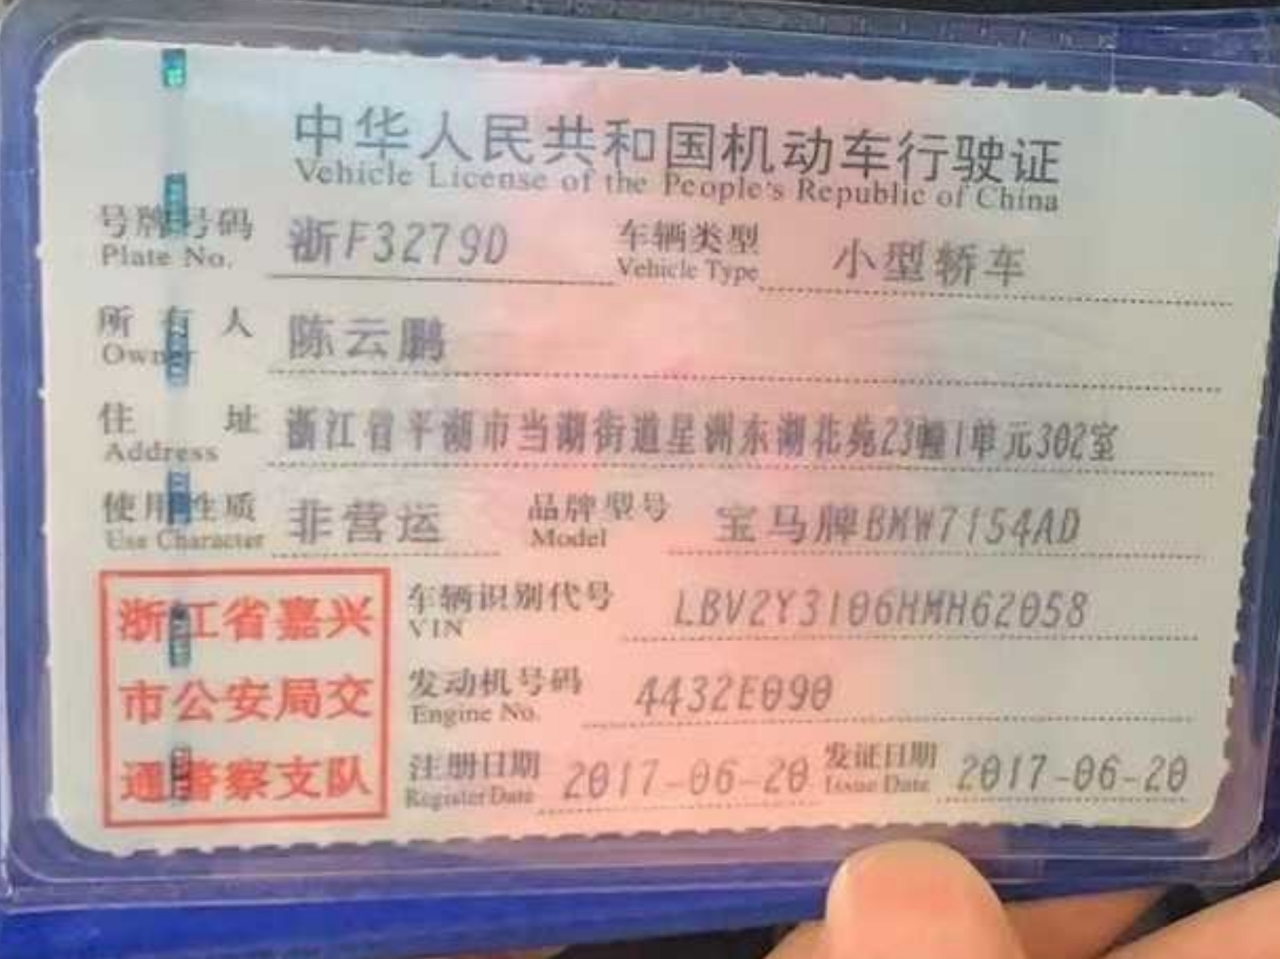 中华人民共和国机动车行驶证
Vehicle License of the People's Republic of China
号牌号码 浙F3279D 车辆类型 小型轿车
Plate No. Vehicle Type
所有人 陈云鹏
Owner
住址 浙江省平湖市当湖街道星洲东湖花苑23幢1单元302室
Address
使用性质 非营运 品牌型号 宝马牌BMW7154AD
Use Character Model
浙江省嘉兴
市公安局交
通警察支队
车辆识别代号 LBV2Y3106HMH62058
VIN
发动机号码 4432E090
Engine No.
注册日期 2017-06-20 发证日期 2017-06-20
Register Date Issue Date